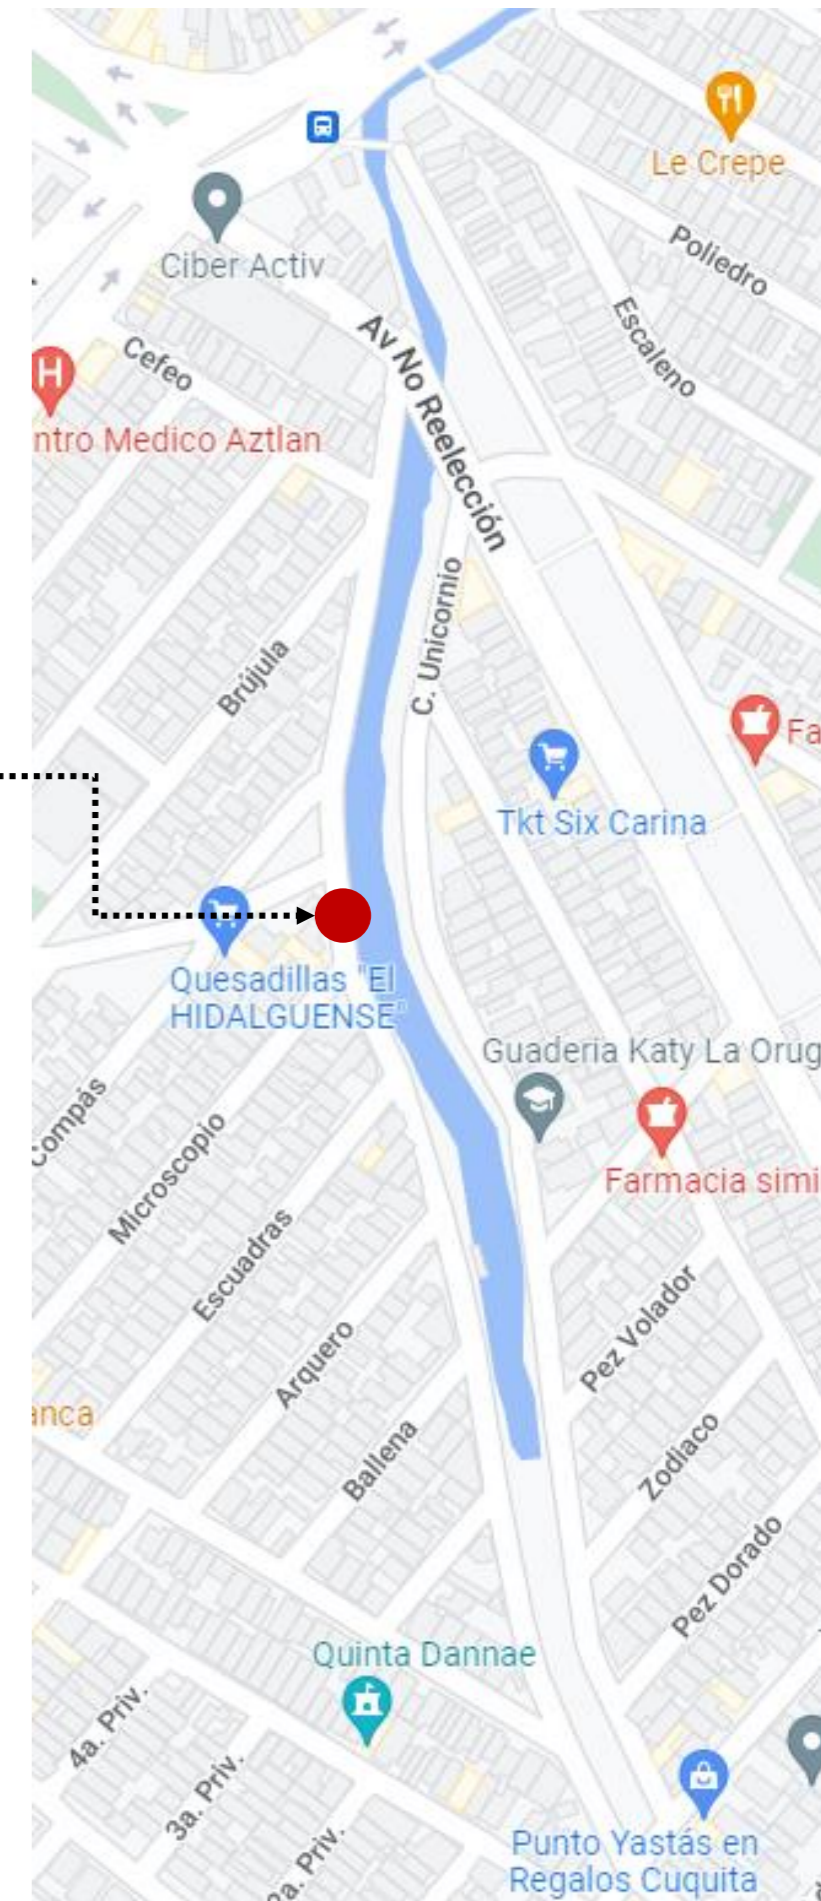 Le Crepe
Poliedro
Ciber Activ
Escaleno
Av No Reelección
Cefeo
H
ntro Medico Aztlan
C. Unicornio
Brújula
Fa
Tkt Six Carina
Quesadillas "El
HIDALGUENSE"
Guaderia Katy La Orug
Compás
Microscopio
Farmacia simi
Escuadras
Pez Volador
Arquero
anca
Ballena
Zodiaco
Pez Dorado
Quinta Dannae
4a. Priv.
3a. Priv.
2a. Priv.
Punto Yastás en
Regalos Cuquita